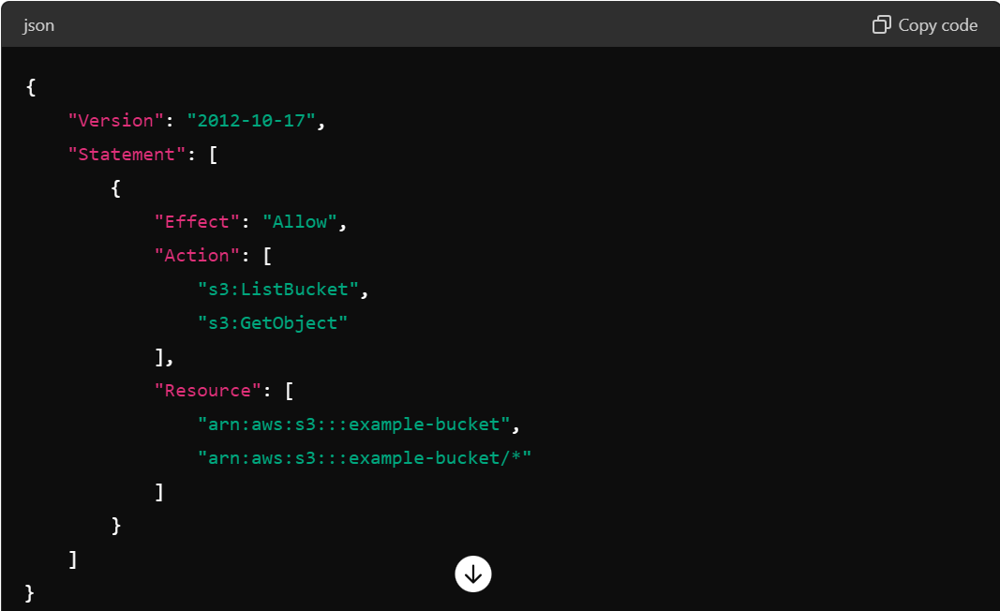 json
Copy code
{
    "Version": "2012-10-17",
    "Statement": [
        {
            "Effect": "Allow",
            "Action": [
                "s3:ListBucket",
                "s3:GetObject"
            ],
            "Resource": [
                "arn:aws:s3:::example-bucket",
                "arn:aws:s3:::example-bucket/*"
            ]
        }
    ]
}